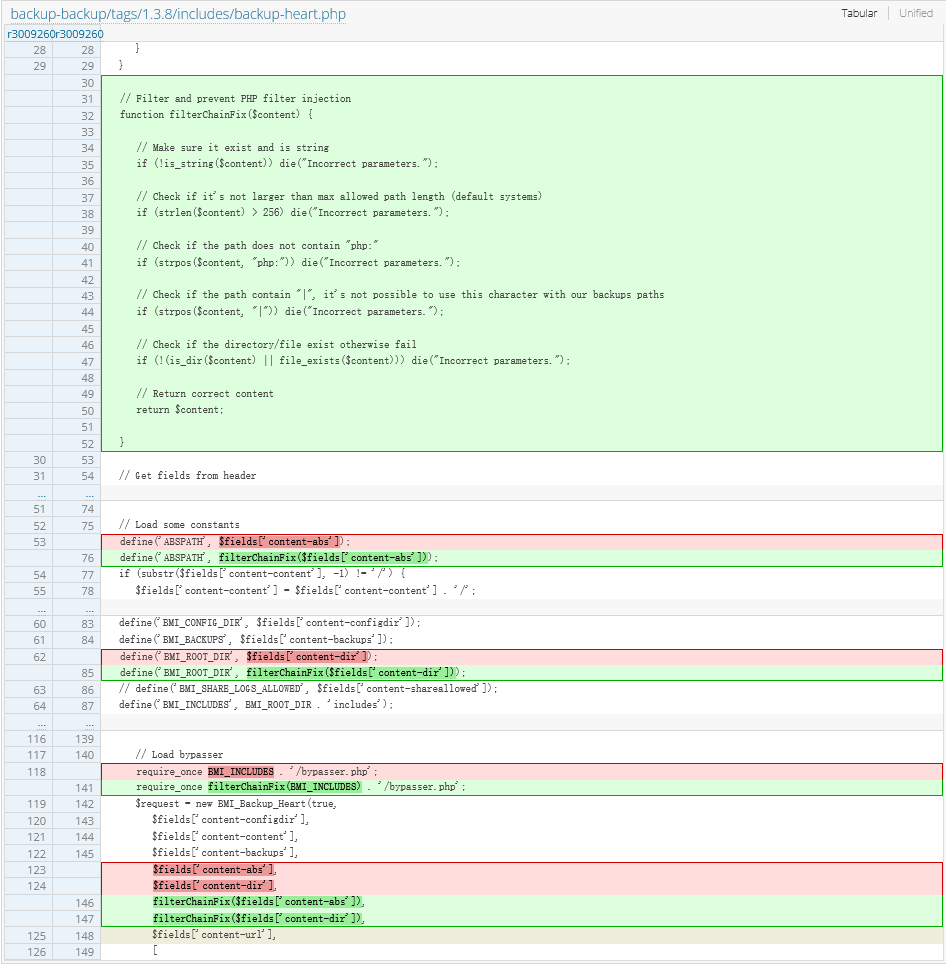 backup-backup/tags/1.3.8/includes/backup-heart.php Tabular Unified
r3009260 r3009260
28 28 }
29 29 }
30
31 // Filter and prevent PHP filter injection
32 function filterChainFix($content) {
33
34 // Make sure it exist and is string
35 if (!is_string($content)) die("Incorrect parameters.");
36
37 // Check if it's not larger than max allowed path length (default systems)
38 if (strlen($content) > 256) die("Incorrect parameters.");
39
40 // Check if the path does not contain "php:"
41 if (strpos($content, "php:")) die("Incorrect parameters.");
42
43 // Check if the path contain "|", it's not possible to use this character with our backups paths
44 if (strpos($content, "|")) die("Incorrect parameters.");
45
46 // Check if the directory/file exist otherwise fail
47 if (!(is_dir($content) || file_exists($content))) die("Incorrect parameters.");
48
49 // Return correct content
50 return $content;
51
52 }
30 53
31 54 // Get fields from header
… …
51 74
52 75 // Load some constants
53 define('ABSPATH', $fields['content-abs']);
76 define('ABSPATH', filterChainFix($fields['content-abs']));
54 77 if (substr($fields['content-content'], -1) != '/') {
55 78 $fields['content-content'] = $fields['content-content'] . '/';
… …
60 83 define('BMI_CONFIG_DIR', $fields['content-configdir']);
61 84 define('BMI_BACKUPS', $fields['content-backups']);
62 define('BMI_ROOT_DIR', $fields['content-dir']);
85 define('BMI_ROOT_DIR', filterChainFix($fields['content-dir']));
63 86 // define('BMI_SHARE_LOGS_ALLOWED', $fields['content-shareallowed']);
64 87 define('BMI_INCLUDES', BMI_ROOT_DIR . 'includes');
… …
116 139
117 140 // Load bypasser
118 require_once BMI_INCLUDES . '/bypasser.php';
141 require_once filterChainFix(BMI_INCLUDES) . '/bypasser.php';
119 142 $request = new BMI_Backup_Heart(true,
120 143 $fields['content-configdir'],
121 144 $fields['content-content'],
122 145 $fields['content-backups'],
123 $fields['content-abs'],
124 $fields['content-dir'],
146 filterChainFix($fields['content-abs']),
147 filterChainFix($fields['content-dir']),
125 148 $fields['content-url'],
126 149 [